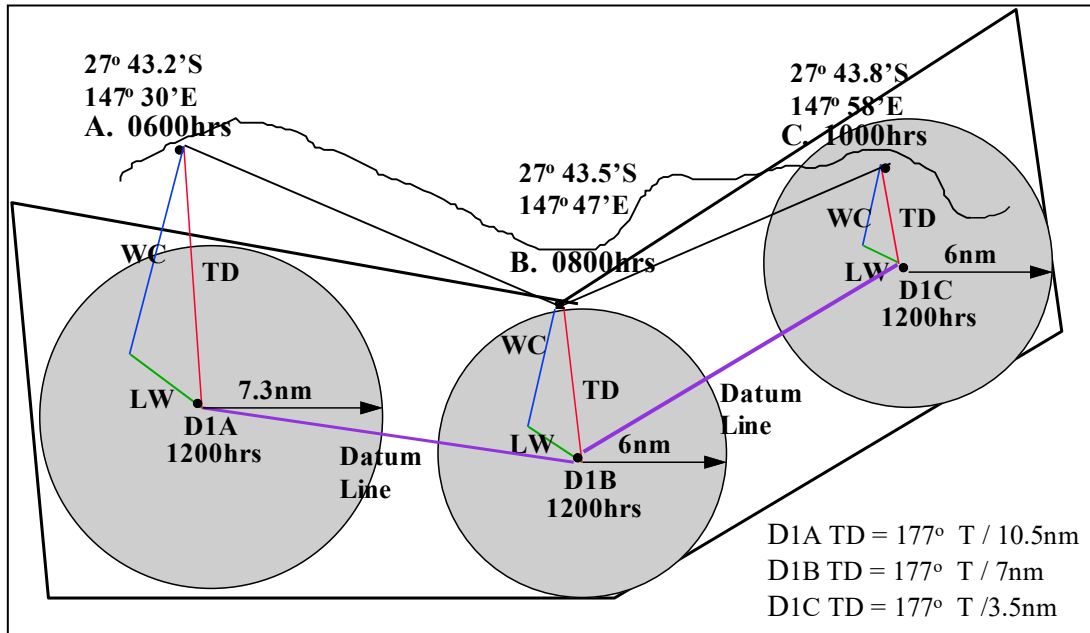 27º 43.2’S
147º 30’E
A. 0600hrs
27º 43.8’S
147º 58’E
C. 1000hrs
27º 43.5’S
147º 47’E
B. 0800hrs
WC
TD
LW
7.3nm
D1A
1200hrs
Datum
Line
WC
TD
LW
6nm
D1B
1200hrs
WC
TD
LW
6nm
D1C
1200hrs
Datum
Line
D1A TD = 177º T / 10.5nm
D1B TD = 177º T / 7nm
D1C TD = 177º T /3.5nm